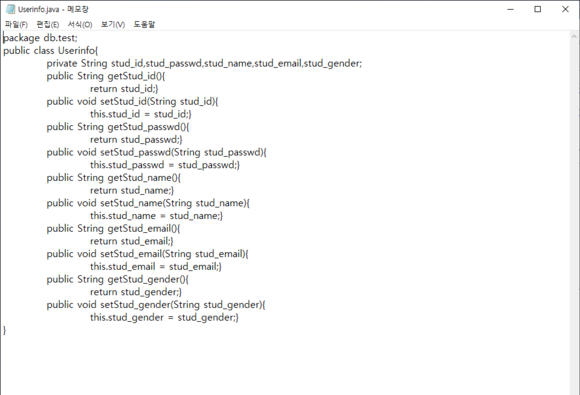 Userinfo.java - 메모장
파일(F) 편집(E) 서식(O) 보기(V) 도움말
package db.test;
public class Userinfo{
private String stud_id,stud_passwd,stud_name,stud_email,stud_gender;
public String getStud_id(){
return stud_id;}
public void setStud_id(String stud_id){
this.stud_id = stud_id;}
public String getStud_passwd(){
return stud_passwd;}
public void setStud_passwd(String stud_passwd){
this.stud_passwd = stud_passwd;}
public String getStud_name(){
return stud_name;}
public void setStud_name(String stud_name){
this.stud_name = stud_name;}
public String getStud_email(){
return stud_email;}
public void setStud_email(String stud_email){
this.stud_email = stud_email;}
public String getStud_gender(){
return stud_gender;}
public void setStud_gender(String stud_gender){
this.stud_gender = stud_gender;}
}